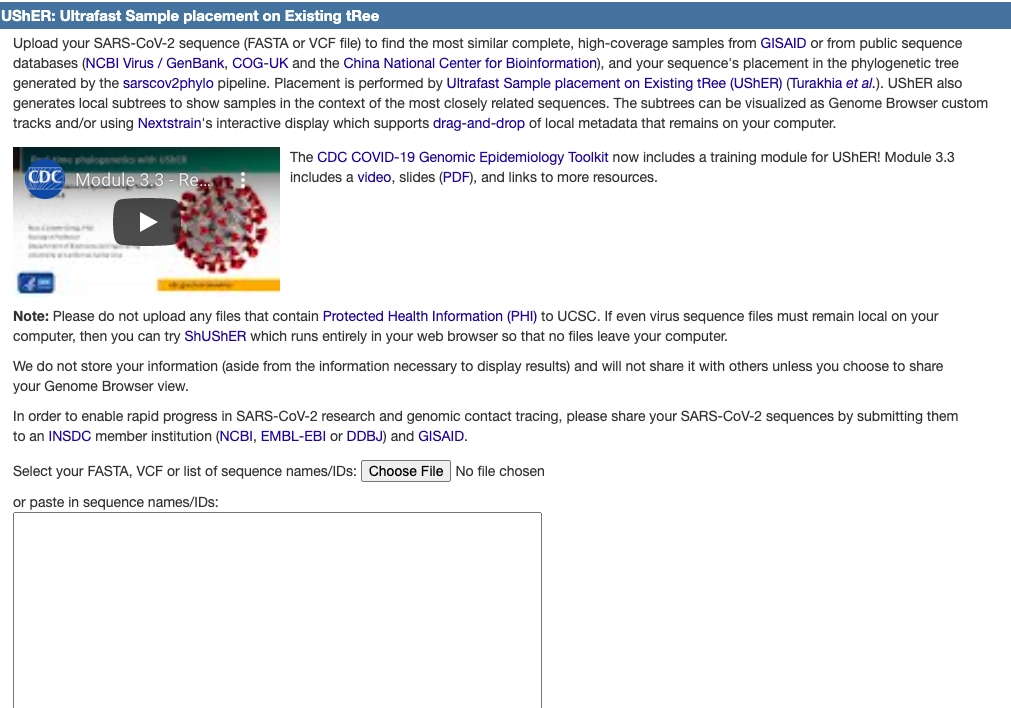 UShER: Ultrafast Sample placement on Existing tRee
Upload your SARS-CoV-2 sequence (FASTA or VCF file) to find the most similar complete, high-coverage samples from GISAID or from public sequence
databases (NCBI Virus / GenBank, COG-UK and the China National Center for Bioinformation), and your sequence's placement in the phylogenetic tree
generated by the sarscov2phylo pipeline. Placement is performed by Ultrafast Sample placement on Existing tRee (UShER) (Turakhia et al.). UShER also
generates local subtrees to show samples in the context of the most closely related sequences. The subtrees can be visualized as Genome Browser custom
tracks and/or using Nextstrain's interactive display which supports drag-and-drop of local metadata that remains on your computer.
Real-time phylogenetics with UShER
CDC Module 3.3 - Re...
The CDC COVID-19 Genomic Epidemiology Toolkit now includes a training module for UShER! Module 3.3
includes a video, slides (PDF), and links to more resources.
Note: Please do not upload any files that contain Protected Health Information (PHI) to UCSC. If even virus sequence files must remain local on your
computer, then you can try ShUShER which runs entirely in your web browser so that no files leave your computer.
We do not store your information (aside from the information necessary to display results) and will not share it with others unless you choose to share
your Genome Browser view.
In order to enable rapid progress in SARS-CoV-2 research and genomic contact tracing, please share your SARS-CoV-2 sequences by submitting them
to an INSDC member institution (NCBI, EMBL-EBI or DDBJ) and GISAID.
Select your FASTA, VCF or list of sequence names/IDs: Choose File No file chosen
or paste in sequence names/IDs: